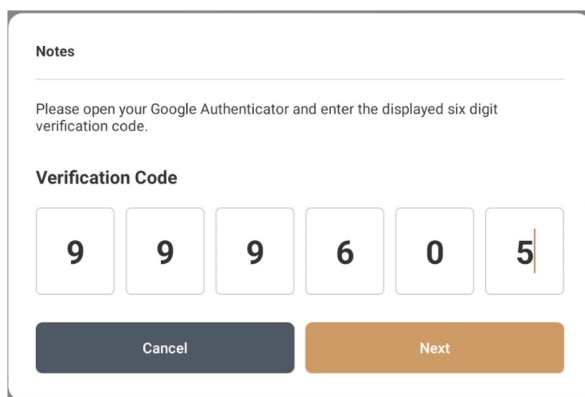 Notes
Please open your Google Authenticator and enter the displayed six digit
verification code.
Verification Code
9 9 9 6 0 5
Cancel Next